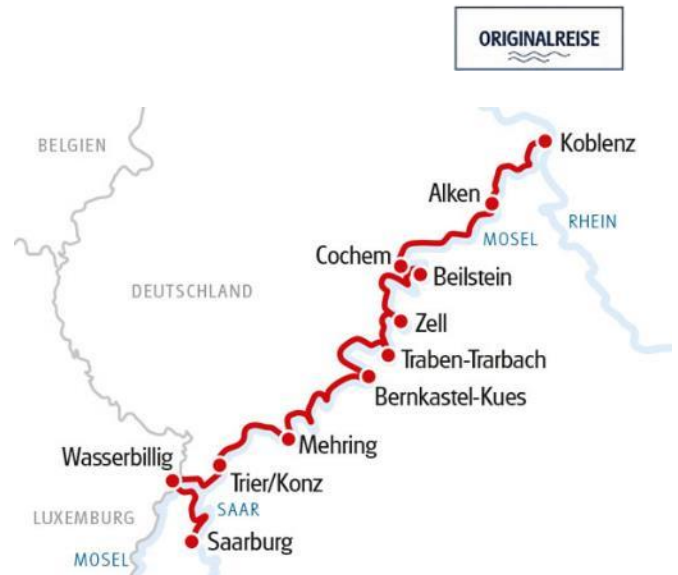 ORIGINALREISE
BELGIEN
Koblenz
Alken
RHEIN
MOSEL
Cochem
Beilstein
DEUTSCHLAND
Zell
Traben-Trarbach
Bernkastel-Kues
Mehring
Wasserbillig
Trier/Konz
LUXEMBURG
SAAR
Saarburg
MOSEL